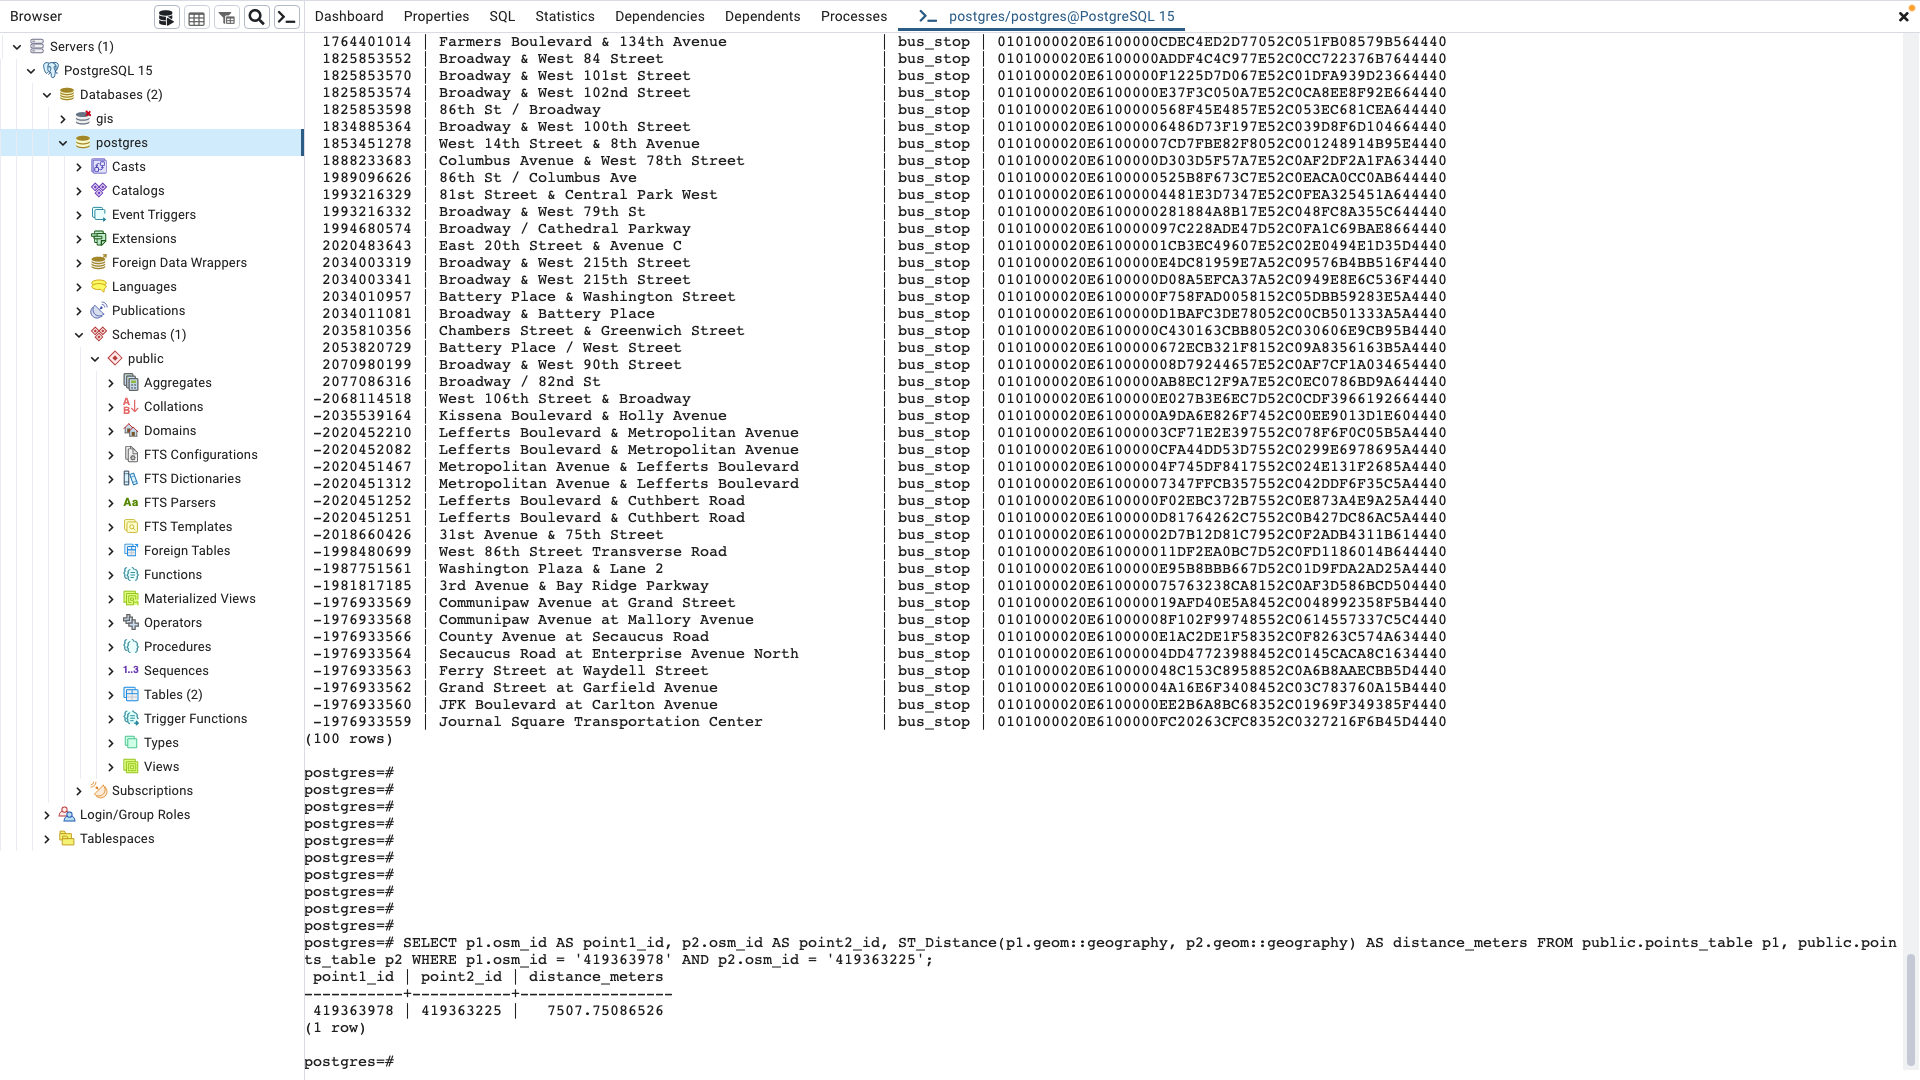 Browser
Dashboard Properties SQL Statistics Dependencies Dependents Processes postgres/postgres@PostgreSQL 15
Servers (1)
PostgreSQL 15
Databases (2)
gis
postgres
Casts
Catalogs
Event Triggers
Extensions
Foreign Data Wrappers
Languages
Publications
Schemas (1)
public
Aggregates
Collations
Domains
FTS Configurations
FTS Dictionaries
Aa FTS Parsers
FTS Templates
Foreign Tables
Functions
Materialized Views
Operators
Procedures
1..3 Sequences
Tables (2)
Trigger Functions
Types
Views
Subscriptions
Login/Group Roles
Tablespaces
1764401014 | Farmers Boulevard & 134th Avenue | bus_stop | 0101000020E6100000CDEC4ED2D77052C051FB08579B564440
1825853552 | Broadway & West 84 Street | bus_stop | 0101000020E6100000ADDF4C4C977E52C0CC722376B7644440
1825853570 | Broadway & West 101st Street | bus_stop | 0101000020E6100000F1225D7D067E52C01DFA939D23664440
1825853574 | Broadway & West 102nd Street | bus_stop | 0101000020E6100000E37F3C050A7E52C0CA8EE8F92E664440
1825853598 | 86th St / Broadway | bus_stop | 0101000020E6100000568F45E4857E52C053EC681CEA644440
1834885364 | Broadway & West 100th Street | bus_stop | 0101000020E61000006486D73F197E52C039D8F6D104664440
1853451278 | West 14th Street & 8th Avenue | bus_stop | 0101000020E61000007CD7FBE82F8052C001248914B95E4440
1888233683 | Columbus Avenue & West 78th Street | bus_stop | 0101000020E6100000D303D5F57A7E52C0AF2DF2A1FA634440
1989096626 | 86th St / Columbus Ave | bus_stop | 0101000020E6100000525B8F673C7E52C0EACA0CC0AB644440
1993216329 | 81st Street & Central Park West | bus_stop | 0101000020E61000004481E3D7347E52C0FEA325451A644440
1993216332 | Broadway & West 79th St | bus_stop | 0101000020E6100000281884A8B17E52C048FC8A355C644440
1994680574 | Broadway / Cathedral Parkway | bus_stop | 0101000020E610000097C228ADE47D52C0FA1C69BAE8664440
2020483643 | East 20th Street & Avenue C | bus_stop | 0101000020E61000001CB3EC49607E52C02E0494E1D35D4440
2034003319 | Broadway & West 215th Street | bus_stop | 0101000020E6100000E4DC81959E7A52C09576B4BB516F4440
2034003341 | Broadway & West 215th Street | bus_stop | 0101000020E6100000D08A5EFCA37A52C0949E8E6C536F4440
2034010957 | Battery Place & Washington Street | bus_stop | 0101000020E6100000F758FAD0058152C05DBB59283E5A4440
2034011081 | Broadway & Battery Place | bus_stop | 0101000020E6100000D1BAFC3DE78052C00CB501333A5A4440
2035810356 | Chambers Street & Greenwich Street | bus_stop | 0101000020E6100000C430163CBB8052C030606E9CB95B4440
2053820729 | Battery Place / West Street | bus_stop | 0101000020E6100000672ECB321F8152C09A8356163B5A4440
2070980199 | Broadway & West 90th Street | bus_stop | 0101000020E61000008D79244657E52C0AF7CF1A034654440
2077086316 | Broadway / 82nd St | bus_stop | 0101000020E6100000AB8EC12F9A7E52C0EC0786BD9A644440
-2068114518 | West 106th Street & Broadway | bus_stop | 0101000020E6100000E027B3E6EC7D52C0CDF3966192664440
-2035539164 | Kissena Boulevard & Holly Avenue | bus_stop | 0101000020E6100000A9DA6E826F7452C00EE9013D1E604440
-2020452210 | Lefferts Boulevard & Metropolitan Avenue | bus_stop | 0101000020E61000003CF71E2E397552C078F6F0C05B5A4440
-2020452082 | Lefferts Boulevard & Metropolitan Avenue | bus_stop | 0101000020E6100000CFA44DD53D7552C0299E6978695A4440
-2020451467 | Metropolitan Avenue & Lefferts Boulevard | bus_stop | 0101000020E61000004F745DF8417552C024E131F2685A4440
-2020451312 | Metropolitan Avenue & Lefferts Boulevard | bus_stop | 0101000020E61000007347FFCB357552C042DDF6F35C5A4440
-2020451252 | Lefferts Boulevard & Cuthbert Road | bus_stop | 0101000020E6100000F02EBC372B7552C0E873A4E9A25A4440
-2020451251 | Lefferts Boulevard & Cuthbert Road | bus_stop | 0101000020E6100000D81764262C7552C0B427DC86AC5A4440
-2018660426 | 31st Avenue & 75th Street | bus_stop | 0101000020E61000002D7B12D81C7952C0F2ADB4311B614440
-1998480699 | West 86th Street Transverse Road | bus_stop | 0101000020E610000011DF2EA0BC7D52C0FD1186014B644440
-1987751561 | Washington Plaza & Lane 2 | bus_stop | 0101000020E6100000E95B8BBB667D52C01D9FDA2AD25A4440
-1981817185 | 3rd Avenue & Bay Ridge Parkway | bus_stop | 0101000020E610000075763238CA8152C0AF3D586BCD504440
-1976933569 | Communipaw Avenue at Grand Street | bus_stop | 0101000020E610000019AFD40E5A8452C0048992358F5B4440
-1976933568 | Communipaw Avenue at Mallory Avenue | bus_stop | 0101000020E61000008F102F99748552C0614557337C5C4440
-1976933566 | County Avenue at Secaucus Road | bus_stop | 0101000020E6100000E1AC2DE1F58352C0F8263C574A634440
-1976933564 | Secaucus Road at Enterprise Avenue North | bus_stop | 0101000020E61000004DD47723988452C0145CACA8C1634440
-1976933563 | Ferry Street at Waydell Street | bus_stop | 0101000020E610000048C153C8958852C0A6B8AAECBB5D4440
-1976933562 | Grand Street at Garfield Avenue | bus_stop | 0101000020E61000004A16E6F3408452C03C783760A15B4440
-1976933560 | JFK Boulevard at Carlton Avenue | bus_stop | 0101000020E6100000EE2B6A8BC68352C01969F349385F4440
-1976933559 | Journal Square Transportation Center | bus_stop | 0101000020E6100000FC20263CFC8352C0327216F6B45D4440
(100 rows)
postgres=#
postgres=#
postgres=#
postgres=#
postgres=#
postgres=#
postgres=#
postgres=#
postgres=#
postgres=#
postgres=# SELECT p1.osm_id AS point1_id, p2.osm_id AS point2_id, ST_Distance(p1.geom::geography, p2.geom::geography) AS distance_meters FROM public.points_table p1, public.poin
ts_table p2 WHERE p1.osm_id = '419363978' AND p2.osm_id = '419363225';
point1_id | point2_id | distance_meters
-----------+-----------+-----------------
419363978 | 419363225 | 7507.75086526
(1 row)
postgres=#